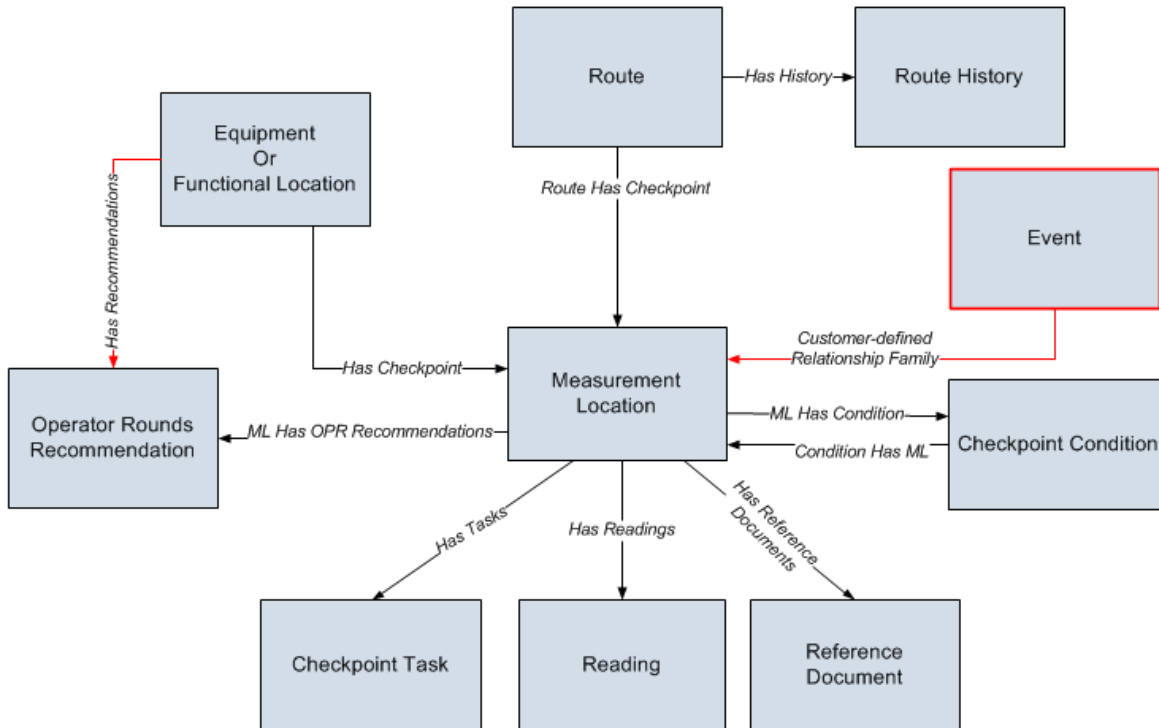 Route
Has History
Route History
Equipment
Or
Functional Location
Has Recommendations
Route Has Checkpoint
Event
Customer-defined
Relationship Family
Has Checkpoint
Measurement
Location
Operator Rounds
Recommendation
ML Has OPR Recommendations
ML Has Condition
Condition Has ML
Checkpoint Condition
Has Tasks
Has Readings
Has Reference
Documents
Checkpoint Task
Reading
Reference
Document